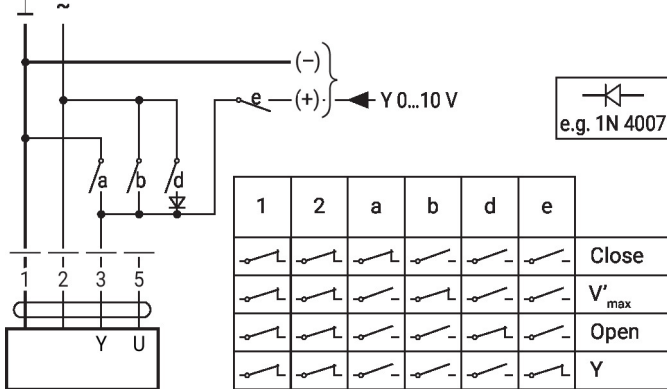 ⊥ ~
(−)
e (+) Y 0...10 V
e.g. 1N 4007
a b d
1 2 a b d e
Close
V'max
Open
Y
1 2 3 5
Y U